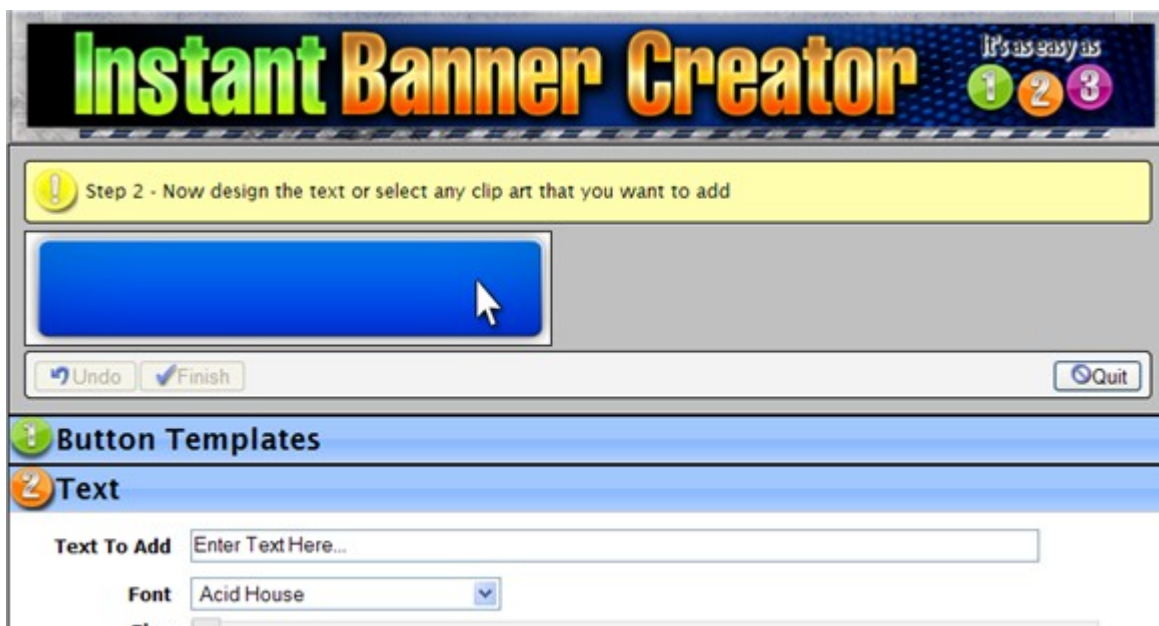 Instant Banner Creator
It's as easy as
1 2 3
Step 2 - Now design the text or select any clip art that you want to add
Undo Finish Quit
1 Button Templates
2 Text
Text To Add Enter Text Here...
Font Acid House